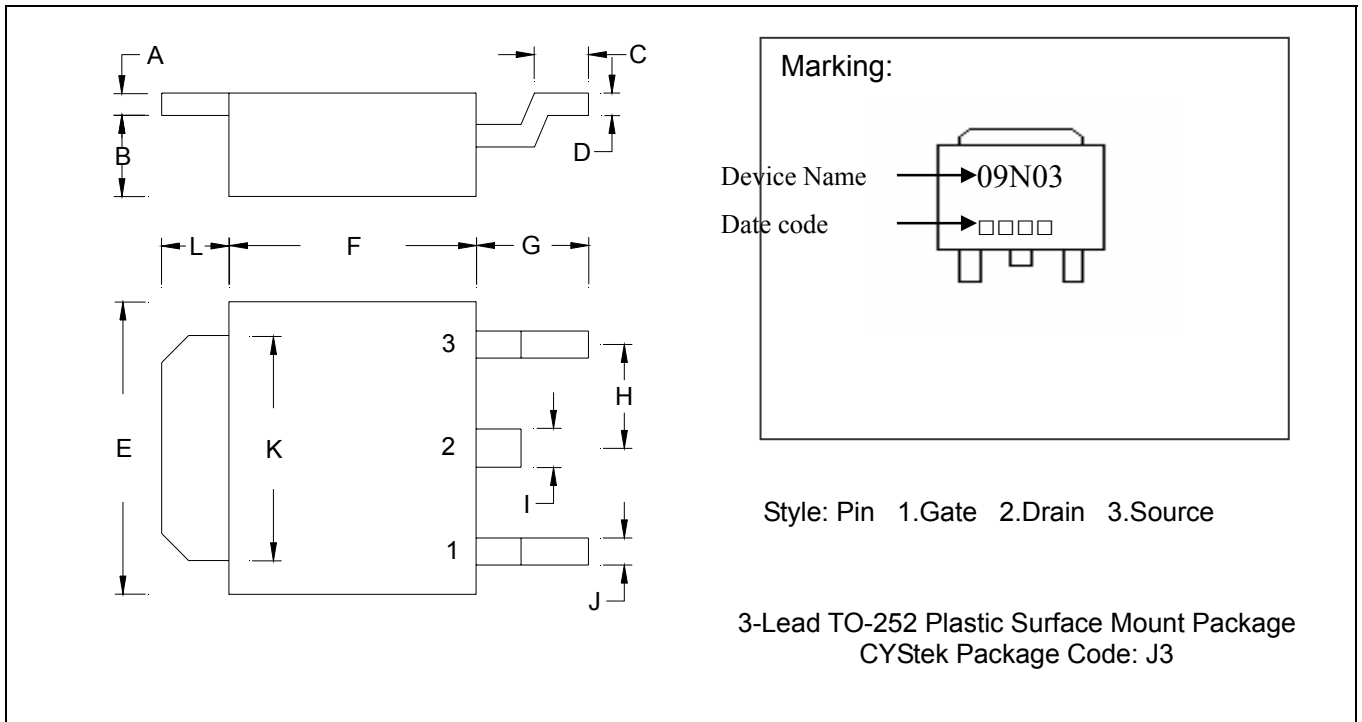 A
C
B
D
L
F
G
3
H
E
K
2
I
1
J
Marking:
Device Name
09N03
Date code
□□□□
Style: Pin 1.Gate 2.Drain 3.Source
3-Lead TO-252 Plastic Surface Mount Package
CYStek Package Code: J3